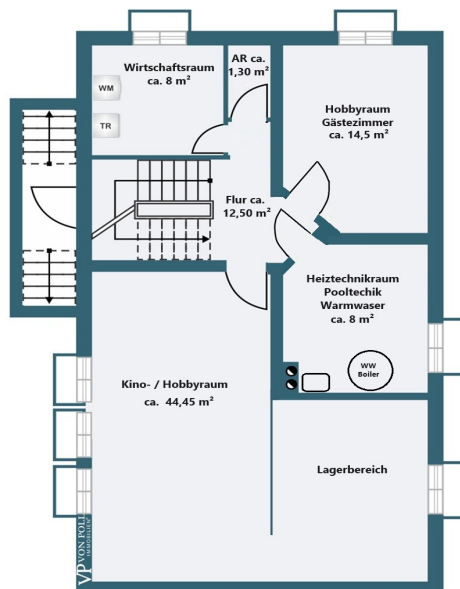 Wirtschaftsraum
ca. 8 m²
AR ca.
1,30 m²
WM
TR
Hobbyraum
Gästezimmer
ca. 14,5 m²
Flur ca.
12,50 m²
Heiztechnikraum
Pooltechik
Warmwaser
ca. 8 m²
WW
Boiler
Kino- / Hobbyraum
ca. 44,45 m²
Lagerbereich
VP VON POLL
IMMOBILIEN